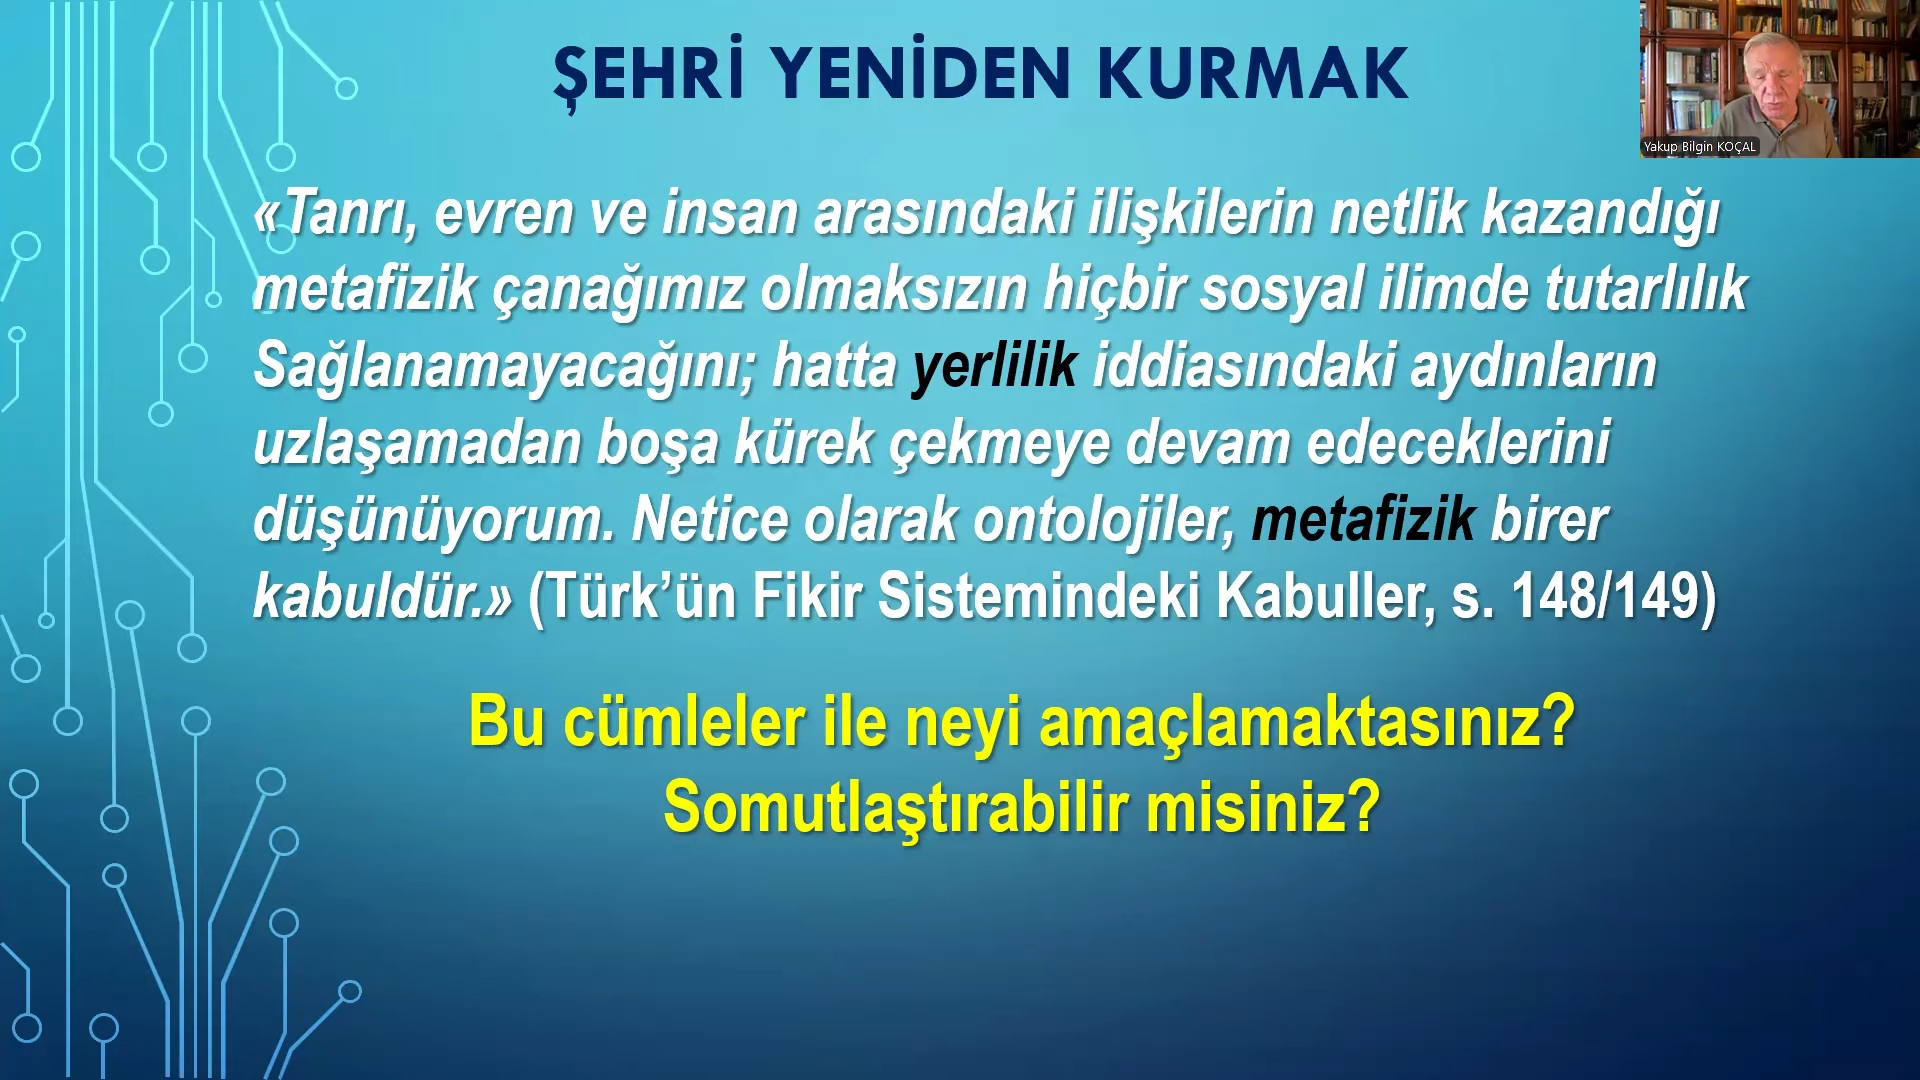 ŞEHRİ YENİDEN KURMAK
Yakup Bilgin KOÇAL
«Tanrı, evren ve insan arasındaki ilişkilerin netlik kazandığı
metafizik çanağımız olmaksızın hiçbir sosyal ilimde tutarlılık
Sağlanamayacağını; hatta yerlilik iddiasındaki aydınların
uzlaşamadan boşa kürek çekmeye devam edeceklerini
düşünüyorum. Netice olarak ontolojiler, metafizik birer
kabuldür.» (Türk’ün Fikir Sistemindeki Kabuller, s. 148/149)
Bu cümleler ile neyi amaçlamaktasınız?
Somutlaştırabilir misiniz?